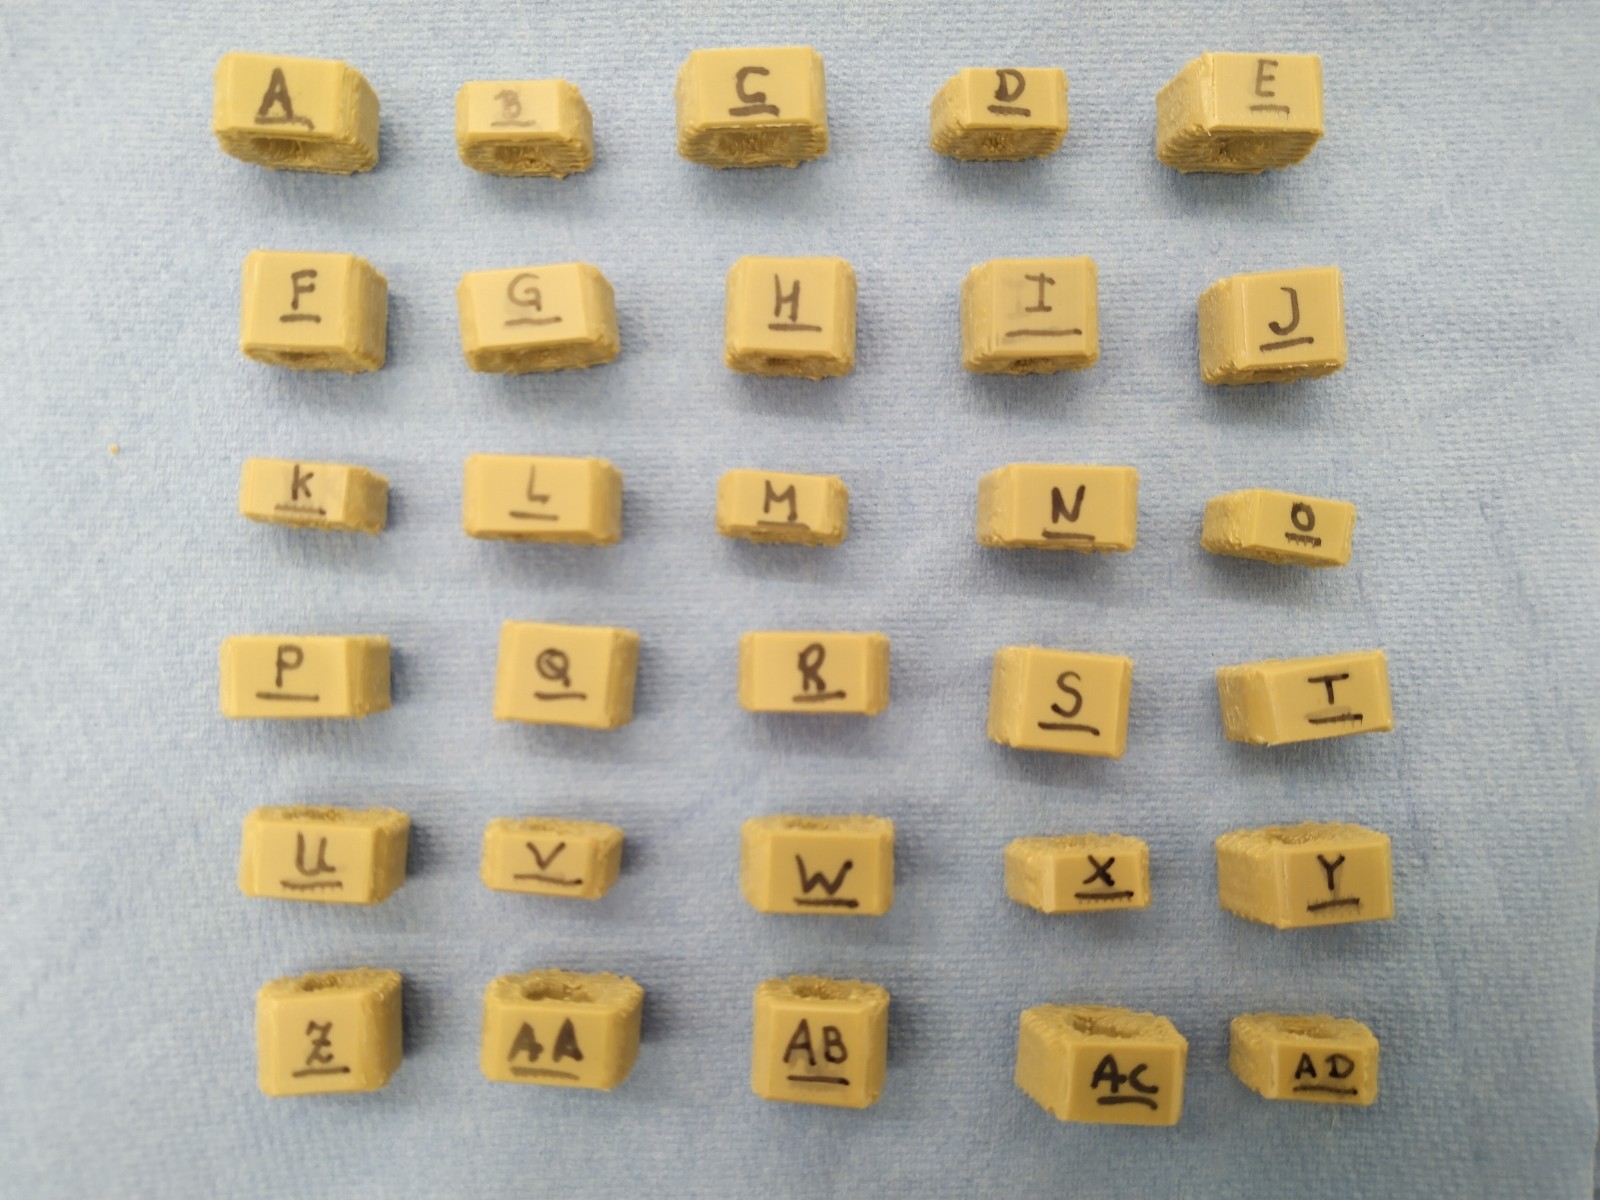 A B C D E
F G H I J
K L M N O
P Q R S T
U V W X Y
Z AA AB AC AD